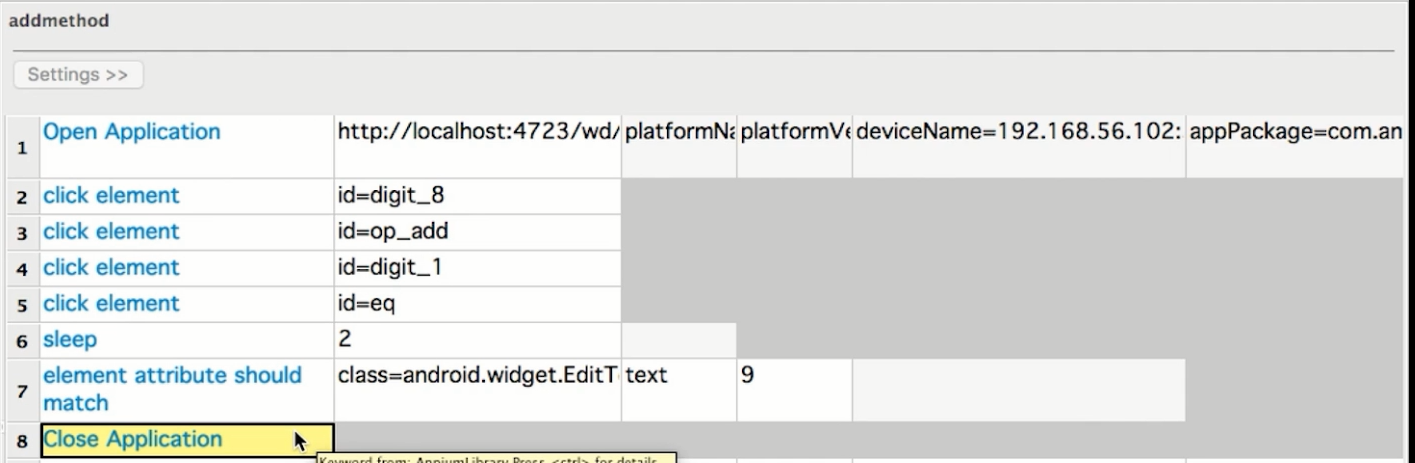 addmethod
Settings >>
1 Open Application http://localhost:4723/wd/ platformNa platformVe deviceName=192.168.56.102: appPackage=com.an
2 click element id=digit_8
3 click element id=op_add
4 click element id=digit_1
5 click element id=eq
6 sleep 2
7 element attribute should match class=android.widget.EditT text 9
8 Close Application
Keyword from: AppiumLibrary Press <ctrl> for details